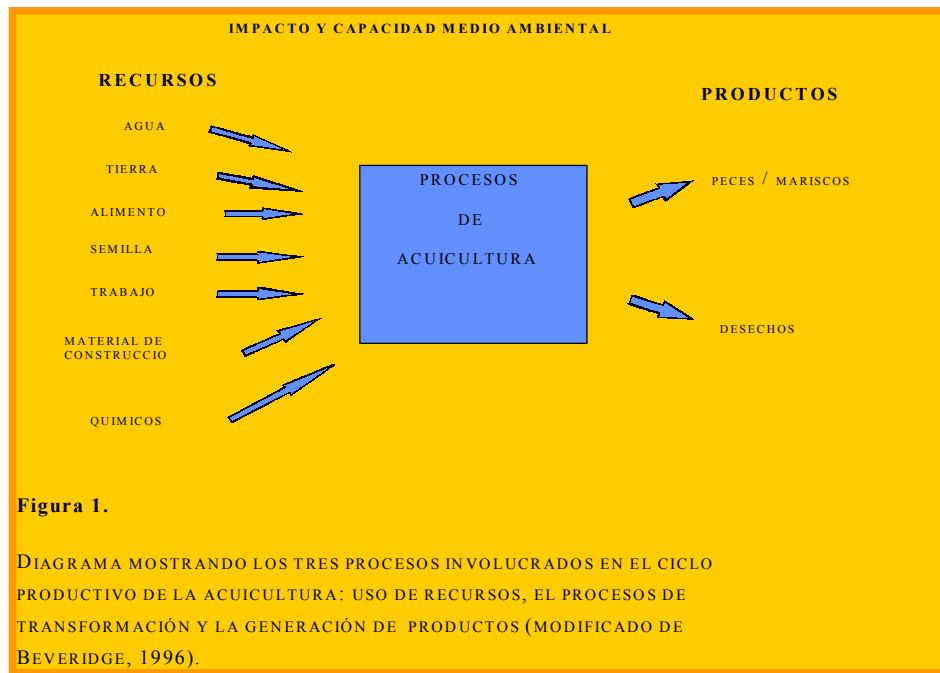 IMPACTO Y CAPACIDAD MEDIO AMBIENTAL
RECURSOS
AGUA
TIERRA
ALIMENTO
SEMILLA
TRABAJO
MATERIAL DE
CONSTRUCCIO
QUIMICOS
PROCESOS
DE
ACUICULTURA
PRODUCTOS
PECES / MARISCOS
DESECHOS
Figura 1.
DIAGRAMA MOSTRANDO LOS TRES PROCESOS INVOLUCRADOS EN EL CICLO
PRODUCTIVO DE LA ACUICULTURA: USO DE RECURSOS, EL PROCESOS DE
TRANSFORMACIÓN Y LA GENERACIÓN DE PRODUCTOS (MODIFICADO DE
BEVERIDGE, 1996).